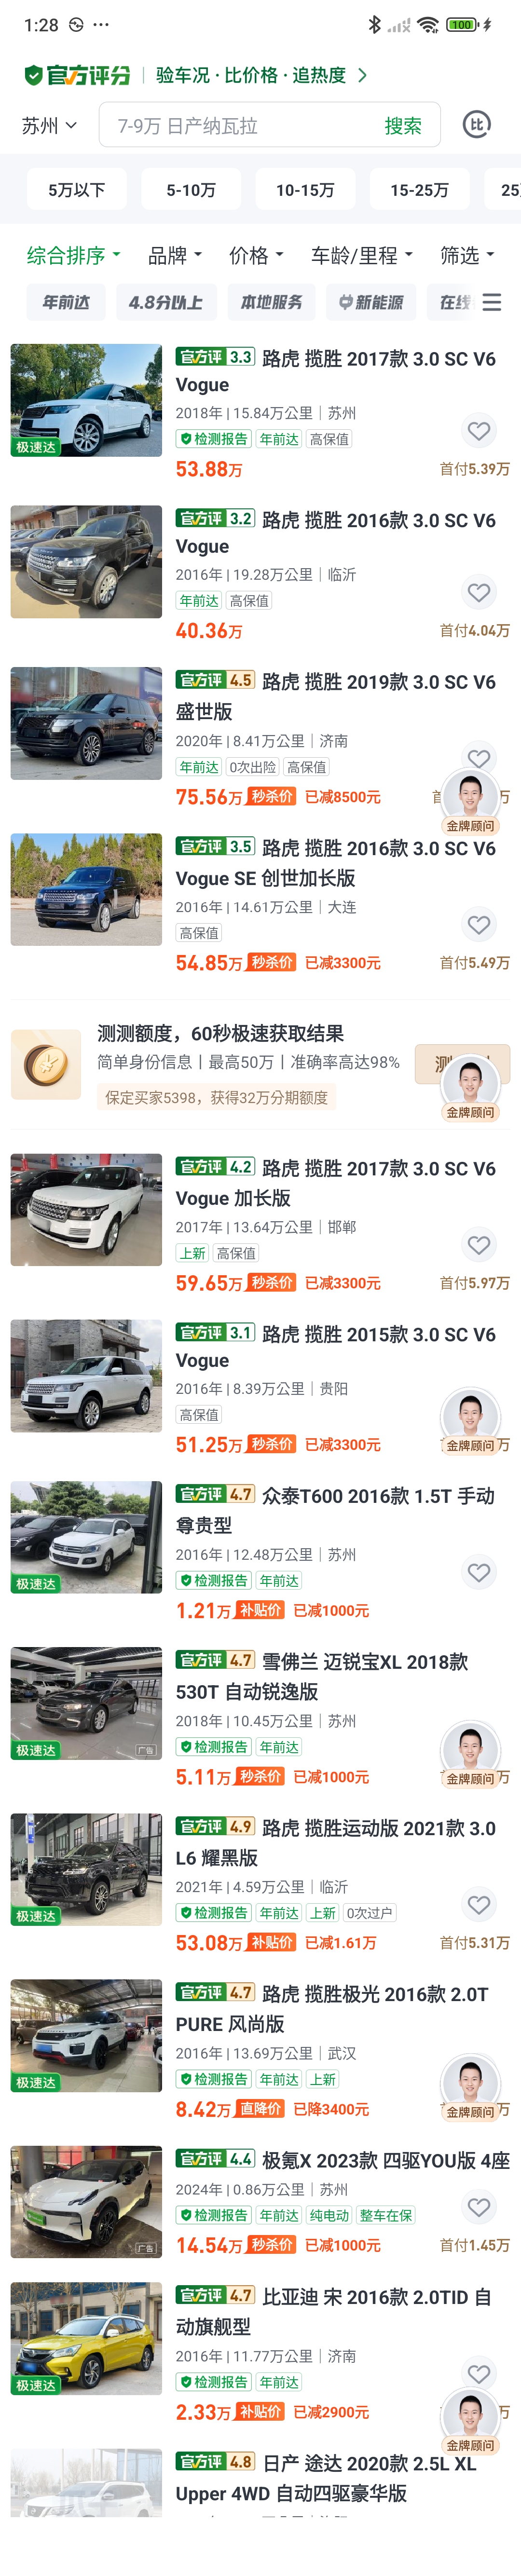 1:28 ··· 100
官方评分 验车况·比价格·追热度
苏州 7-9万 日产纳瓦拉 搜索 比
5万以下 5-10万 10-15万 15-25万 25
综合排序 品牌 价格 车龄/里程 筛选
年前达 4.8分以上 本地服务 新能源 在线
官方评 3.3 路虎 揽胜 2017款 3.0 SC V6
Vogue
2018年 | 15.84万公里 | 苏州
检测报告 年前达 高保值
极速达
53.88万 首付5.39万
官方评 3.2 路虎 揽胜 2016款 3.0 SC V6
Vogue
2016年 | 19.28万公里 | 临沂
年前达 高保值
40.36万 首付4.04万
官方评 4.5 路虎 揽胜 2019款 3.0 SC V6
盛世版
2020年 | 8.41万公里 | 济南
年前达 0次出险 高保值
75.56万 秒杀价 已减8500元 万
金牌顾问
官方评 3.5 路虎 揽胜 2016款 3.0 SC V6
Vogue SE 创世加长版
2016年 | 14.61万公里 | 大连
高保值
54.85万 秒杀价 已减3300元 首付5.49万
测测额度，60秒极速获取结果
简单身份信息 | 最高50万 | 准确率高达98% 测
保定买家5398，获得32万分期额度
金牌顾问
官方评 4.2 路虎 揽胜 2017款 3.0 SC V6
Vogue 加长版
2017年 | 13.64万公里 | 邯郸
上新 高保值
59.65万 秒杀价 已减3300元 首付5.97万
官方评 3.1 路虎 揽胜 2015款 3.0 SC V6
Vogue
2016年 | 8.39万公里 | 贵阳
高保值
51.25万 秒杀价 已减3300元 万
金牌顾问
官方评 4.7 众泰T600 2016款 1.5T 手动
尊贵型
2016年 | 12.48万公里 | 苏州
检测报告 年前达
极速达
1.21万 补贴价 已减1000元
官方评 4.7 雪佛兰 迈锐宝XL 2018款
530T 自动锐逸版
2018年 | 10.45万公里 | 苏州
检测报告 年前达
极速达 广告
5.11万 秒杀价 已减1000元 万
金牌顾问
官方评 4.9 路虎 揽胜运动版 2021款 3.0
L6 耀黑版
2021年 | 4.59万公里 | 临沂
检测报告 年前达 上新 0次过户
极速达
53.08万 补贴价 已减1.61万 首付5.31万
官方评 4.7 路虎 揽胜极光 2016款 2.0T
PURE 风尚版
2016年 | 13.69万公里 | 武汉
检测报告 年前达 上新
极速达
8.42万 直降价 已降3400元 万
金牌顾问
官方评 4.4 极氪X 2023款 四驱YOU版 4座
2024年 | 0.86万公里 | 苏州
检测报告 年前达 纯电动 整车在保
广告
14.54万 秒杀价 已减1000元 首付1.45万
官方评 4.7 比亚迪 宋 2016款 2.0TID 自
动旗舰型
2016年 | 11.77万公里 | 济南
检测报告 年前达
极速达
2.33万 补贴价 已减2900元 万
金牌顾问
官方评 4.8 日产 途达 2020款 2.5L XL
Upper 4WD 自动四驱豪华版